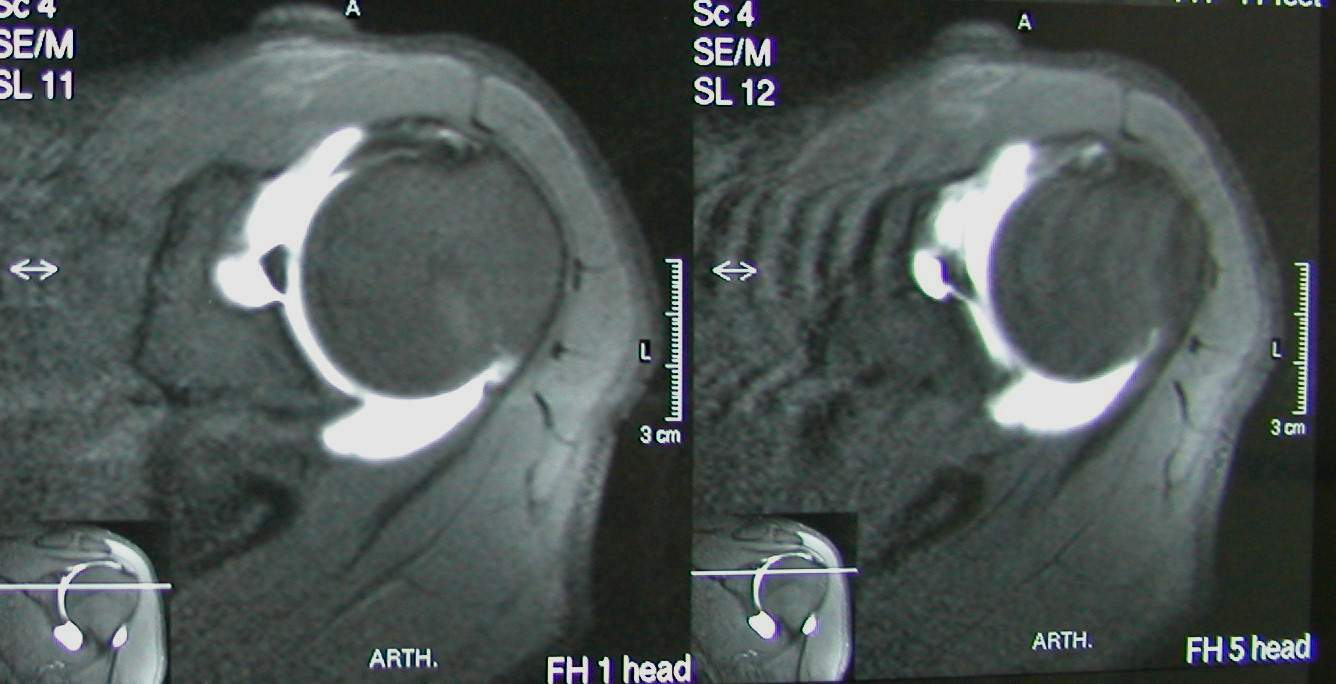 Sc 4
SE/M
SL 11
A
L
3 cm
ARTH.
FH 1 head
Sc 4
SE/M
SL 12
A
L
3 cm
ARTH.
FH 5 head